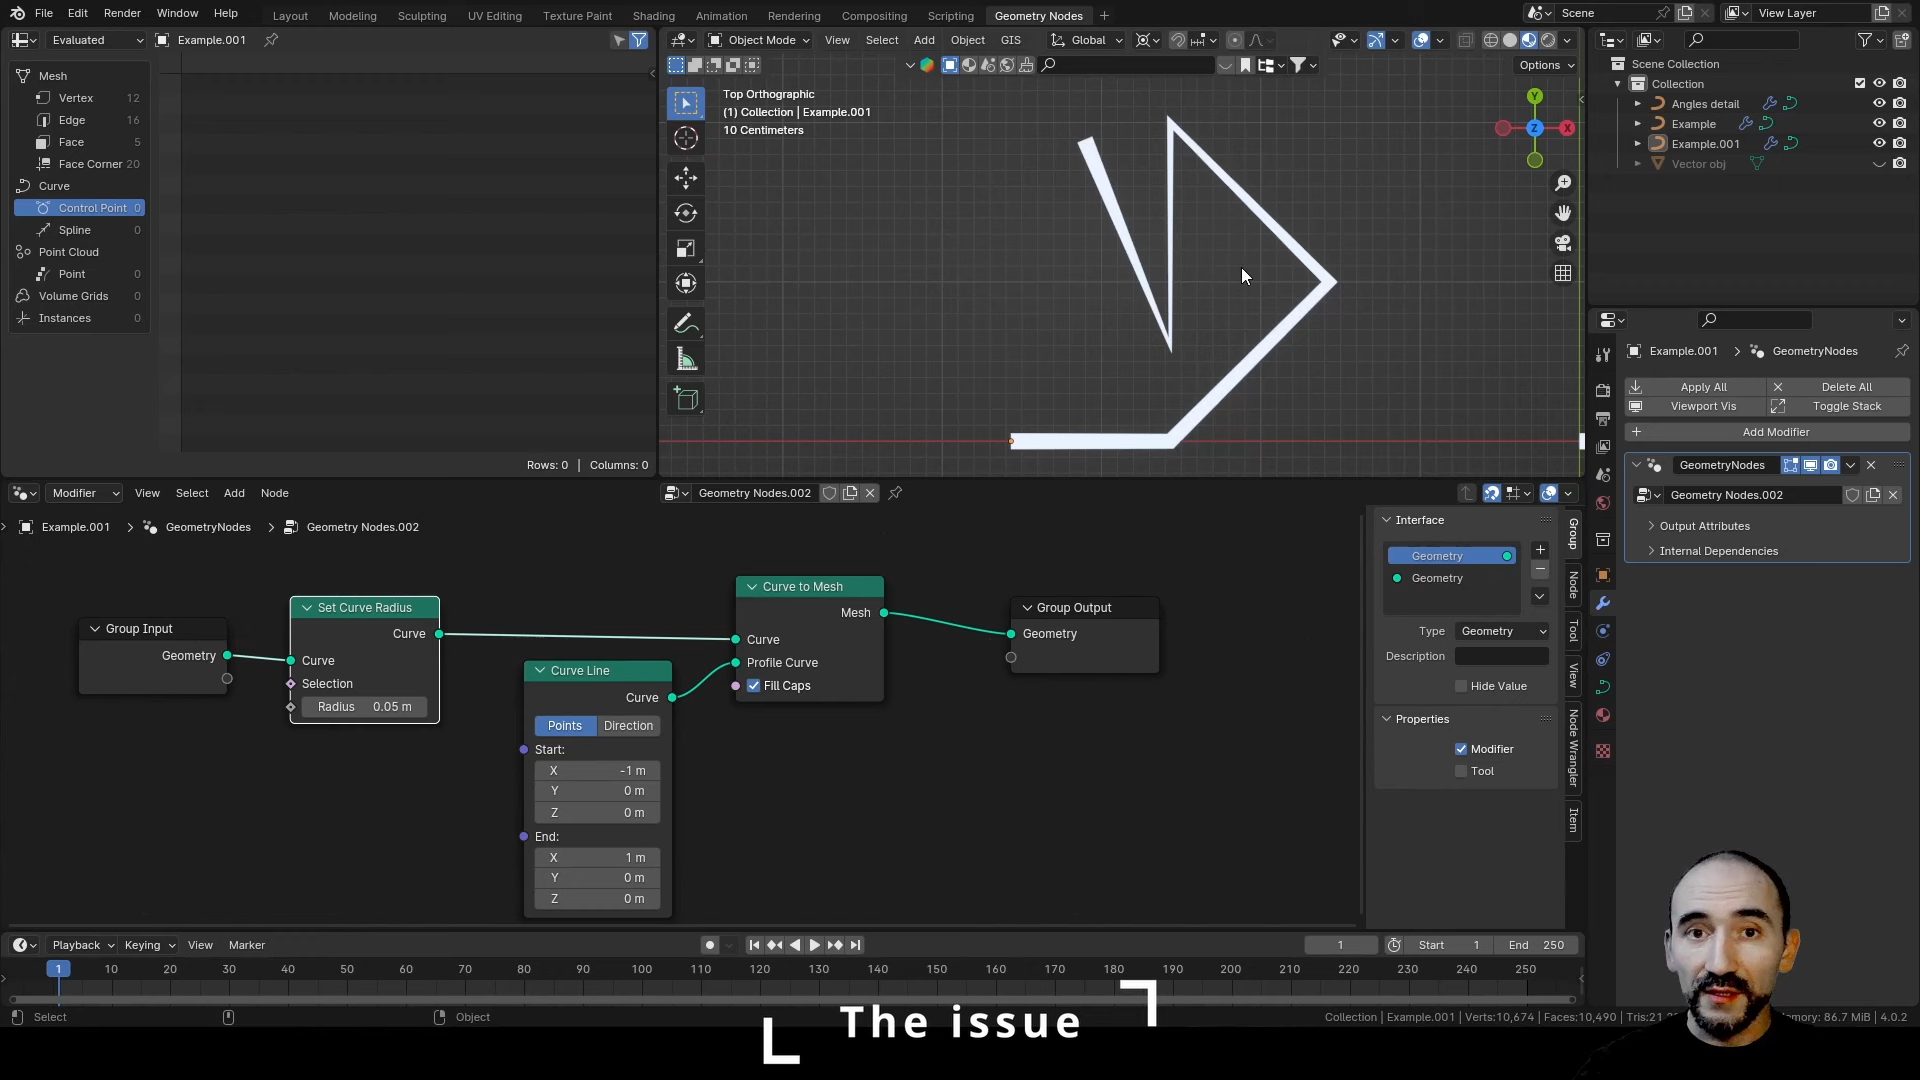 File Edit Render Window Help Layout Modeling Sculpting UV Editing Texture Paint Shading Animation Rendering Compositing Scripting Geometry Nodes + Scene View Layer
Evaluated Example.001
Object Mode View Select Add Object GIS Global
Options
Mesh
Vertex 12
Edge 16
Face 5
Face Corner 20
Curve
Control Point 0
Spline 0
Point Cloud
Point 0
Volume Grids 0
Instances 0
Rows: 0 | Columns: 0
Top Orthographic
(1) Collection | Example.001
10 Centimeters
Y
Z
X
Scene Collection
Collection
Angles detail
Example
Example.001
Vector obj
Example.001 > GeometryNodes
Apply All Delete All
Viewport Vis Toggle Stack
Add Modifier
GeometryNodes
Geometry Nodes.002
Output Attributes
Internal Dependencies
Modifier View Select Add Node Geometry Nodes.002
Example.001 > GeometryNodes > Geometry Nodes.002
Group Input
Geometry
Set Curve Radius
Curve
Curve
Selection
Radius 0.05 m
Curve Line
Curve
Points Direction
Start:
X -1 m
Y 0 m
Z 0 m
End:
X 1 m
Y 0 m
Z 0 m
Curve to Mesh
Mesh
Curve
Profile Curve
Fill Caps
Group Output
Geometry
Interface
Geometry
Geometry
Type Geometry
Description
Hide Value
Properties
Modifier
Tool
Group
Node
Tool
View
Node Wrangler
Item
Playback Keying View Marker 1 Start 1 End 250
1 10 20 30 40 50 60 70 80 90 100 110 120 130 140 150 160 170 180 190 200 210 220 230 240 250
Select Object Collection | Example.001 | Verts:10,674 | Faces:10,490 | Tris:21 emory: 86.7 MiB | 4.0.2
The issue